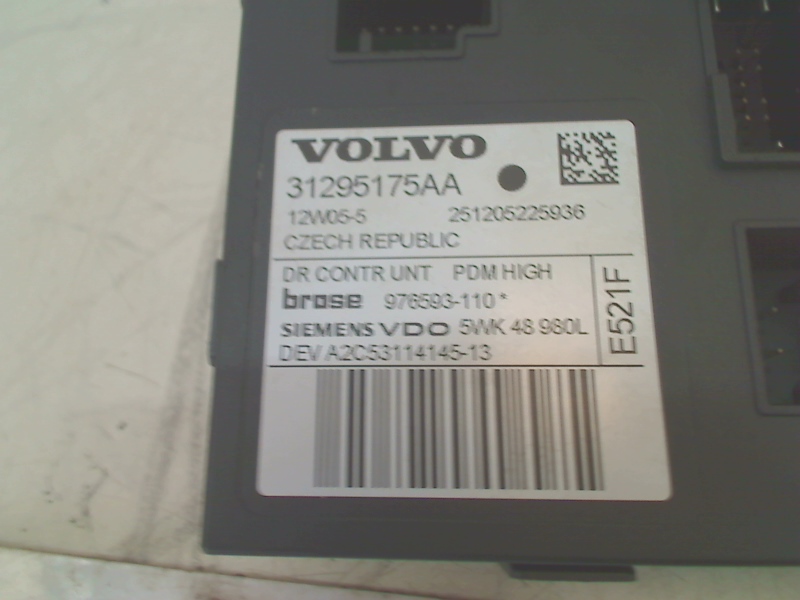 VOLVO
31295175AA
12W05-5 251205225936
CZECH REPUBLIC
DR CONTR UNT PDM HIGH
brose 976593-110*
SIEMENS VDO 5WK 48 980L
DEV A2C53114145-13
E521F